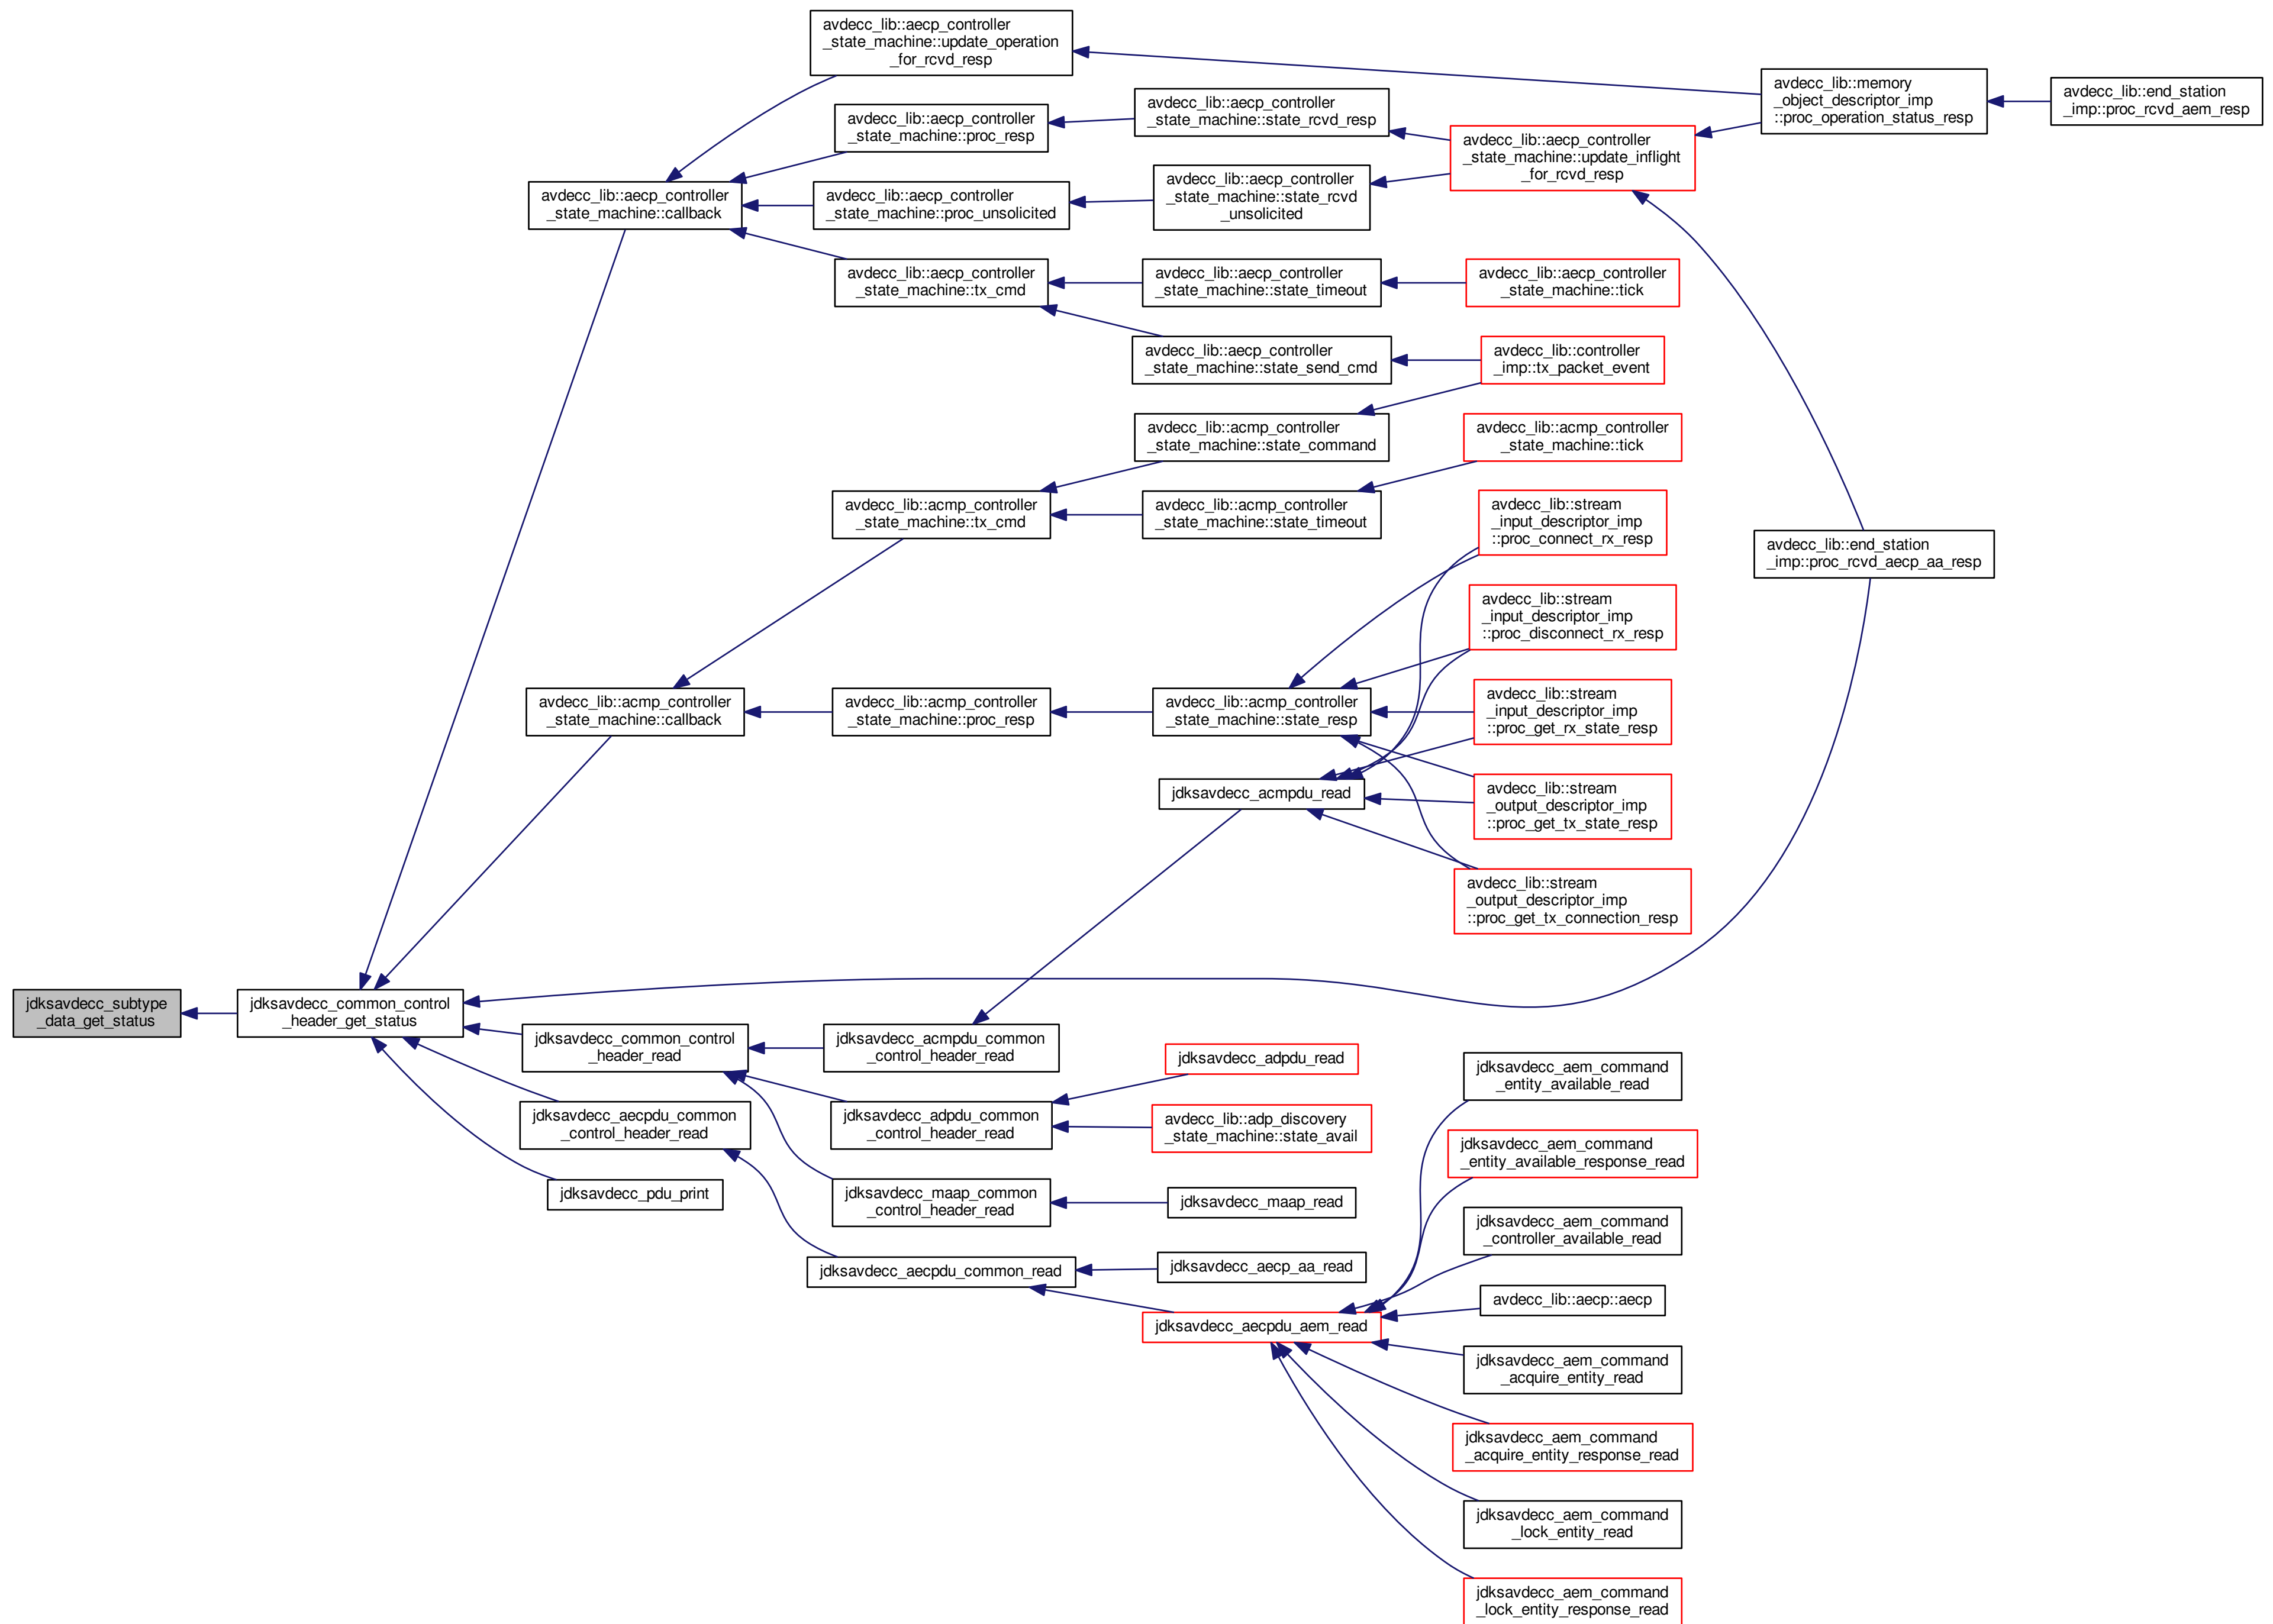 avdecc_lib::aecp_controller
_state_machine::update_operation
_for_rcvd_resp
avdecc_lib::memory
_object_descriptor_imp
::proc_operation_status_resp
avdecc_lib::end_station
_imp::proc_rcvd_aem_resp
avdecc_lib::aecp_controller
_state_machine::proc_resp
avdecc_lib::aecp_controller
_state_machine::state_rcvd_resp
avdecc_lib::aecp_controller
_state_machine::update_inflight
_for_rcvd_resp
avdecc_lib::aecp_controller
_state_machine::callback
avdecc_lib::aecp_controller
_state_machine::proc_unsolicited
avdecc_lib::aecp_controller
_state_machine::state_rcvd
_unsolicited
avdecc_lib::aecp_controller
_state_machine::tx_cmd
avdecc_lib::aecp_controller
_state_machine::state_timeout
avdecc_lib::aecp_controller
_state_machine::tick
avdecc_lib::aecp_controller
_state_machine::state_send_cmd
avdecc_lib::controller
_imp::tx_packet_event
avdecc_lib::acmp_controller
_state_machine::state_command
avdecc_lib::acmp_controller
_state_machine::tick
avdecc_lib::acmp_controller
_state_machine::tx_cmd
avdecc_lib::acmp_controller
_state_machine::state_timeout
avdecc_lib::stream
_input_descriptor_imp
::proc_connect_rx_resp
avdecc_lib::end_station
_imp::proc_rcvd_aecp_aa_resp
avdecc_lib::stream
_input_descriptor_imp
::proc_disconnect_rx_resp
avdecc_lib::acmp_controller
_state_machine::callback
avdecc_lib::acmp_controller
_state_machine::proc_resp
avdecc_lib::acmp_controller
_state_machine::state_resp
avdecc_lib::stream
_input_descriptor_imp
::proc_get_rx_state_resp
jdksavdecc_acmpdu_read
avdecc_lib::stream
_output_descriptor_imp
::proc_get_tx_state_resp
avdecc_lib::stream
_output_descriptor_imp
::proc_get_tx_connection_resp
jdksavdecc_subtype
_data_get_status
jdksavdecc_common_control
_header_get_status
jdksavdecc_common_control
_header_read
jdksavdecc_acmpdu_common
_control_header_read
jdksavdecc_adpdu_read
jdksavdecc_aem_command
_entity_available_read
jdksavdecc_aecpdu_common
_control_header_read
jdksavdecc_adpdu_common
_control_header_read
avdecc_lib::adp_discovery
_state_machine::state_avail
jdksavdecc_aem_command
_entity_available_response_read
jdksavdecc_pdu_print
jdksavdecc_maap_common
_control_header_read
jdksavdecc_maap_read
jdksavdecc_aem_command
_controller_available_read
jdksavdecc_aecpdu_common_read
jdksavdecc_aecp_aa_read
avdecc_lib::aecp::aecp
jdksavdecc_aecpdu_aem_read
jdksavdecc_aem_command
_acquire_entity_read
jdksavdecc_aem_command
_acquire_entity_response_read
jdksavdecc_aem_command
_lock_entity_read
jdksavdecc_aem_command
_lock_entity_response_read